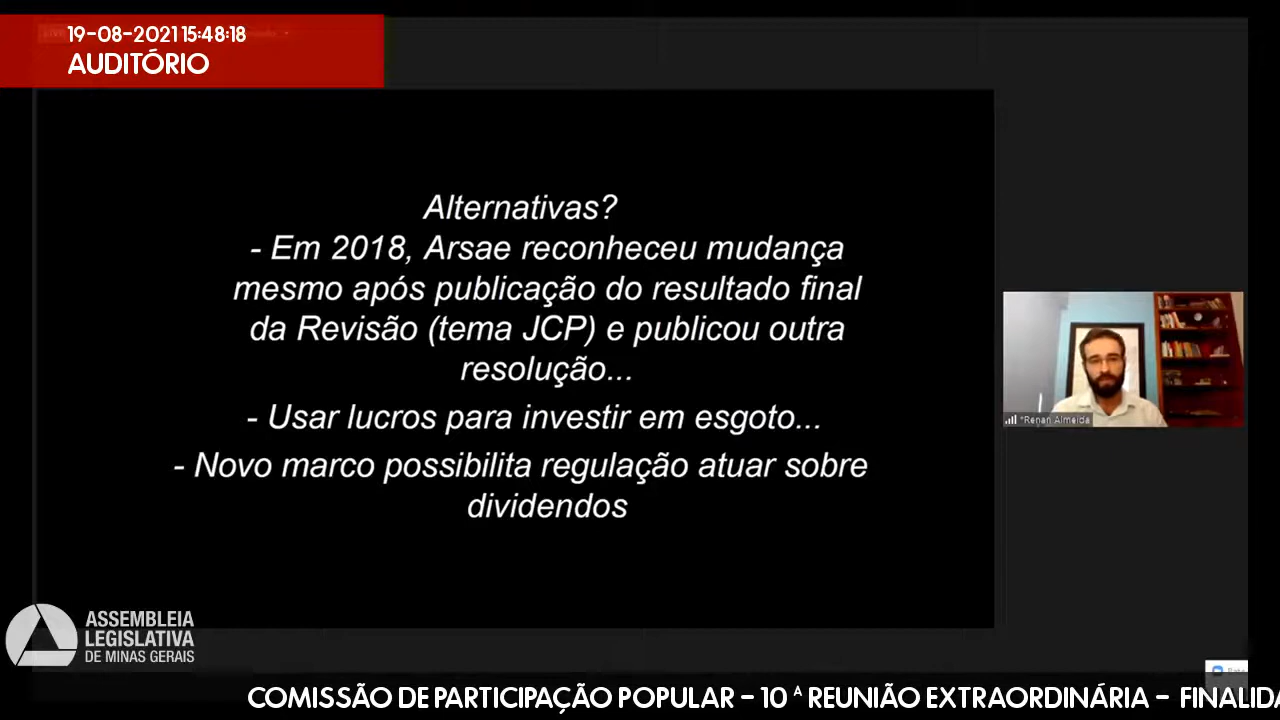 19-08-2021 15:48:18
AUDITÓRIO
Alternativas?
- Em 2018, Arsae reconheceu mudança
mesmo após publicação do resultado final
da Revisão (tema JCP) e publicou outra
resolução...
- Usar lucros para investir em esgoto...
- Novo marco possibilita regulação atuar sobre
dividendos
*Renan Almeida
ASSEMBLEIA
LEGISLATIVA
DE MINAS GERAIS
COMISSÃO DE PARTICIPAÇÃO POPULAR - 10 ª REUNIÃO EXTRAORDINÁRIA - FINALIDA